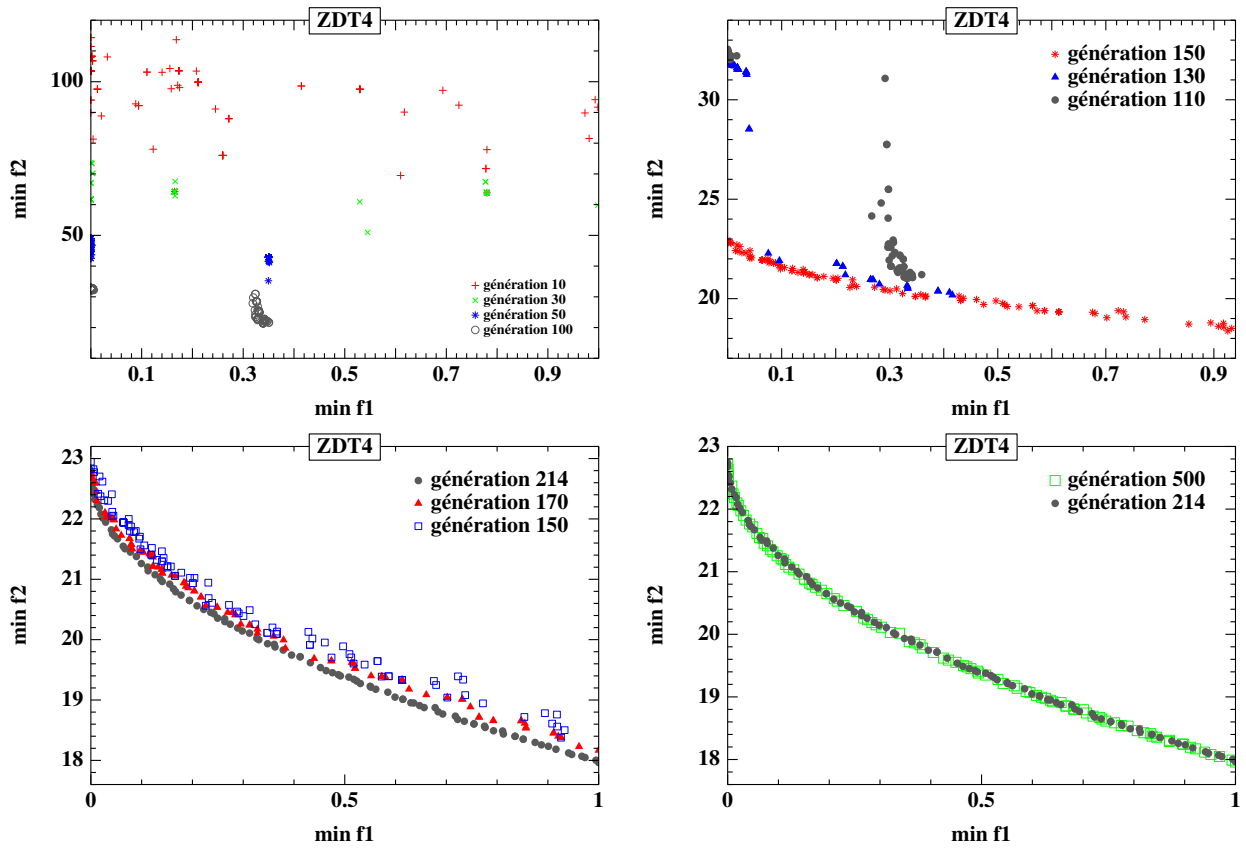 ZDT4
100
50
min f2
0.1 0.3 0.5 0.7 0.9
min f1
génération 10
génération 30
génération 50
génération 100
ZDT4
32
28
25
22
20
min f2
0.1 0.3 0.5 0.7 0.9
min f1
génération 150
génération 130
génération 110
ZDT4
23
22
21
20
19
18
min f2
0 0.5 1
min f1
génération 214
génération 170
génération 150
ZDT4
23
22
21
20
19
18
min f2
0 0.5 1
min f1
génération 500
génération 214